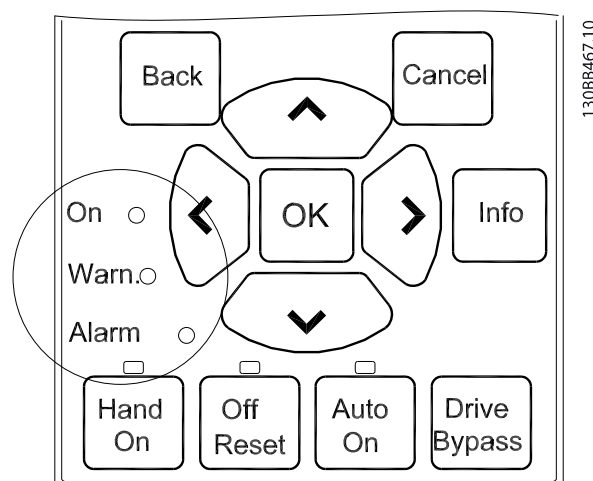 Back
Cancel
130BB467.10
On
OK
Info
Warn.
Alarm
Hand
On
Off
Reset
Auto
On
Drive
Bypass